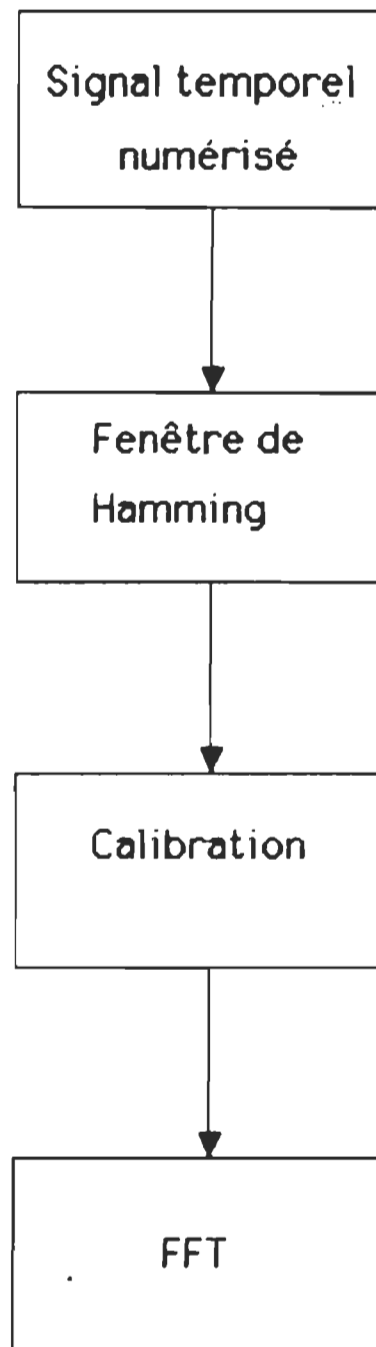 Signal temporel
numérisé
Fenêtre de
Hamming
Calibration
FFT